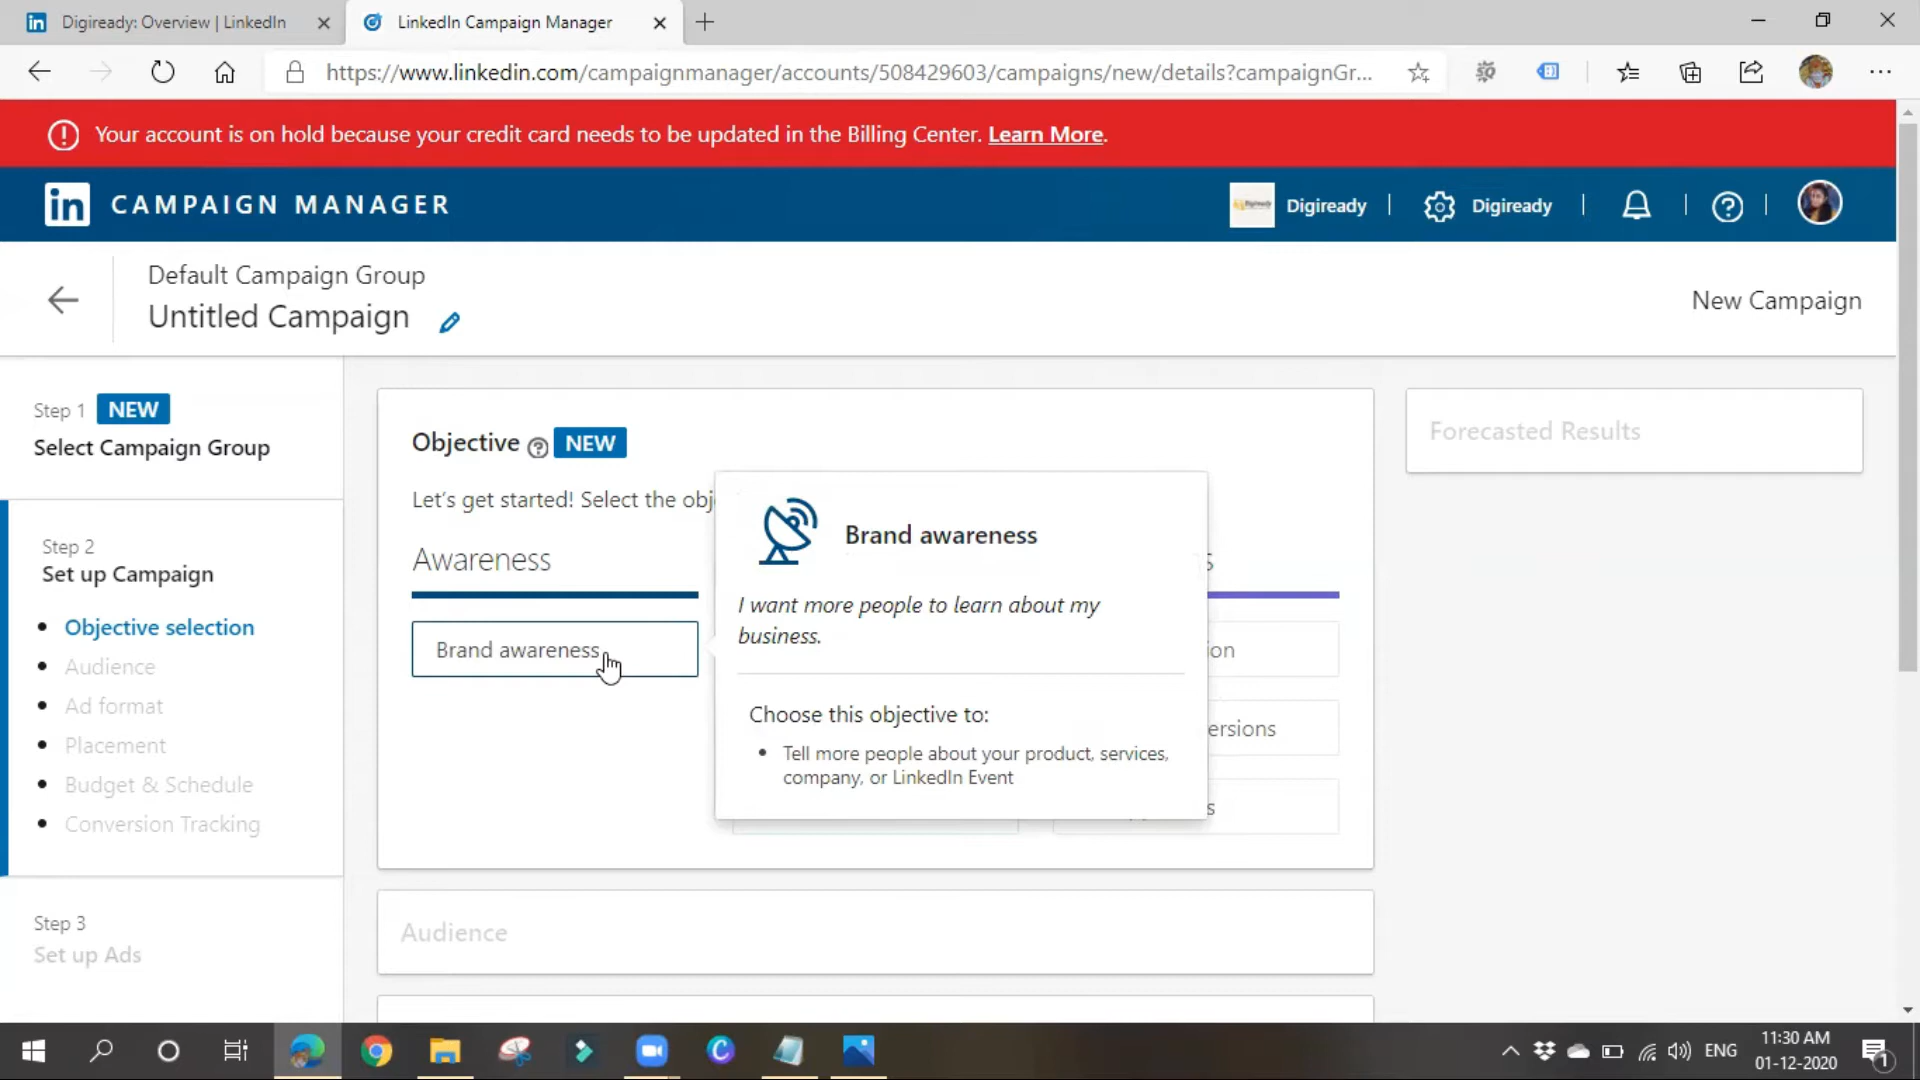 Digiready: Overview | LinkedIn
LinkedIn Campaign Manager
https://www.linkedin.com/campaignmanager/accounts/508429603/campaigns/new/details?campaignGr...
Your account is on hold because your credit card needs to be updated in the Billing Center. Learn More.
in CAMPAIGN MANAGER
Digiready
Digiready
Default Campaign Group
Untitled Campaign
New Campaign
Step 1 NEW
Select Campaign Group
Step 2
Set up Campaign
Objective selection
Audience
Ad format
Placement
Budget & Schedule
Conversion Tracking
Step 3
Set up Ads
Objective NEW
Let's get started! Select the obj
Awareness
s
Brand awareness
Brand awareness
I want more people to learn about my
business.
Choose this objective to:
Tell more people about your product, services,
company, or LinkedIn Event
ion
ersions
s
Audience
Forecasted Results
ENG
11:30 AM
01-12-2020
1